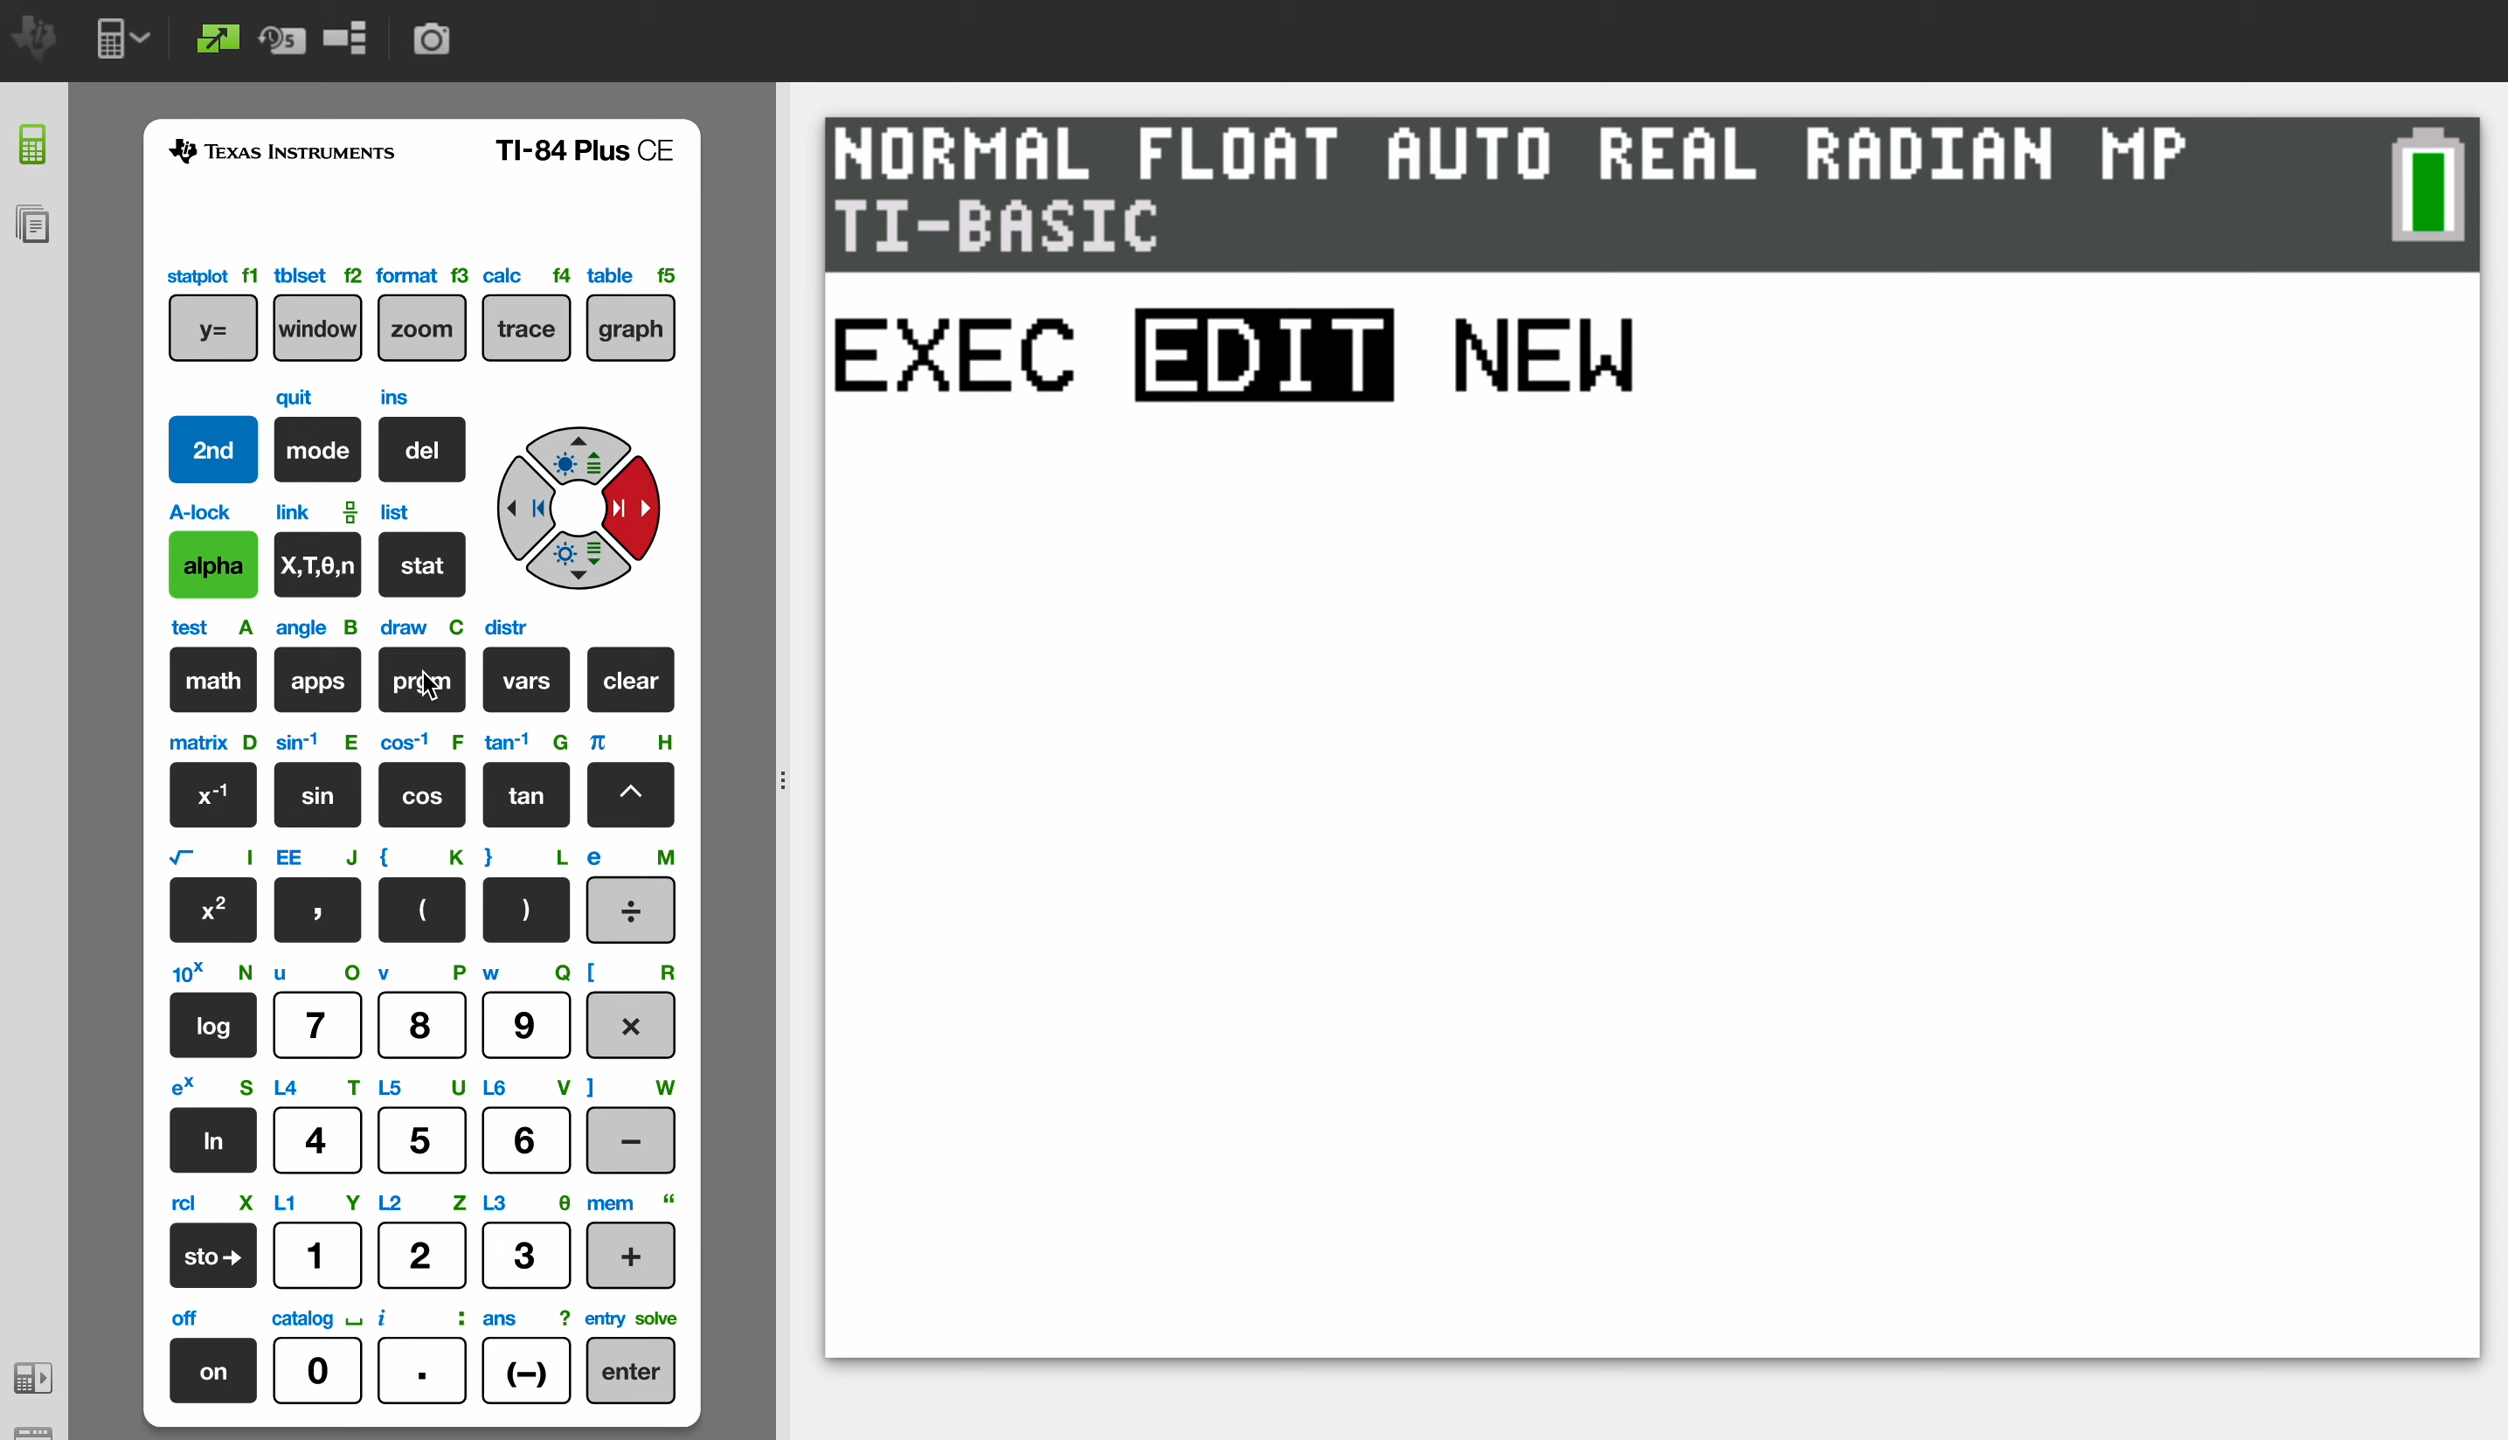 5
TEXAS INSTRUMENTS TI-84 Plus CE
NORMAL FLOAT AUTO REAL RADIAN MP
TI-BASIC
EXEC EDIT NEW
statplot f1 tblset f2 format f3 calc f4 table f5
y= window zoom trace graph
quit ins
2nd mode del
A-lock link list
alpha X,T,θ,n stat
test A angle B draw C distr
math apps prgm vars clear
matrix D sin⁻¹ E cos⁻¹ F tan⁻¹ G π H
x⁻¹ sin cos tan ^
√ I EE J { K } L e M
x² , ( ) ÷
10ˣ N u O v P w Q [ R
log 7 8 9 ×
eˣ S L4 T L5 U L6 V ] W
ln 4 5 6 −
rcl X L1 Y L2 Z L3 θ mem “
sto→ 1 2 3 +
off catalog ⎵ i : ans ? entry solve
on 0 . (−) enter